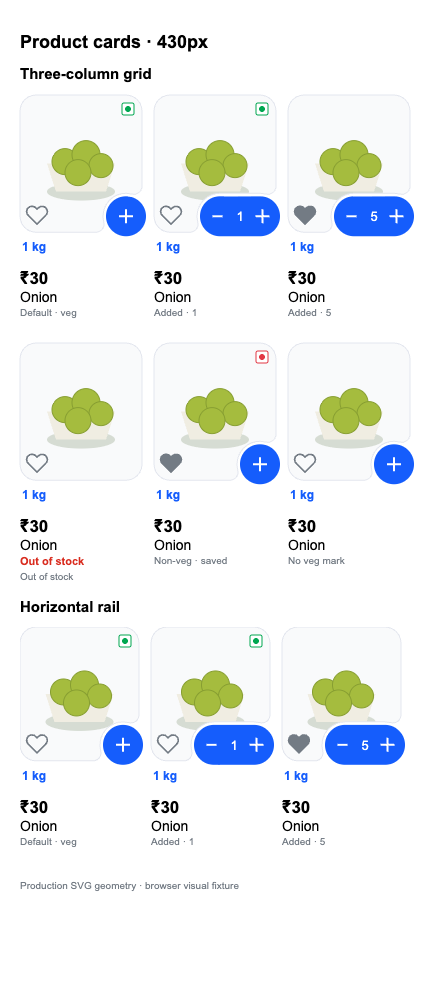 Product cards · 430px
Three-column grid
1
5
1 kg
1 kg
1 kg
₹30
₹30
₹30
Onion
Onion
Onion
Default · veg
Added · 1
Added · 5
1 kg
1 kg
1 kg
₹30
₹30
₹30
Onion
Onion
Onion
Out of stock
Non-veg · saved
No veg mark
Out of stock
Horizontal rail
1
5
1 kg
1 kg
1 kg
₹30
₹30
₹30
Onion
Onion
Onion
Default · veg
Added · 1
Added · 5
Production SVG geometry · browser visual fixture